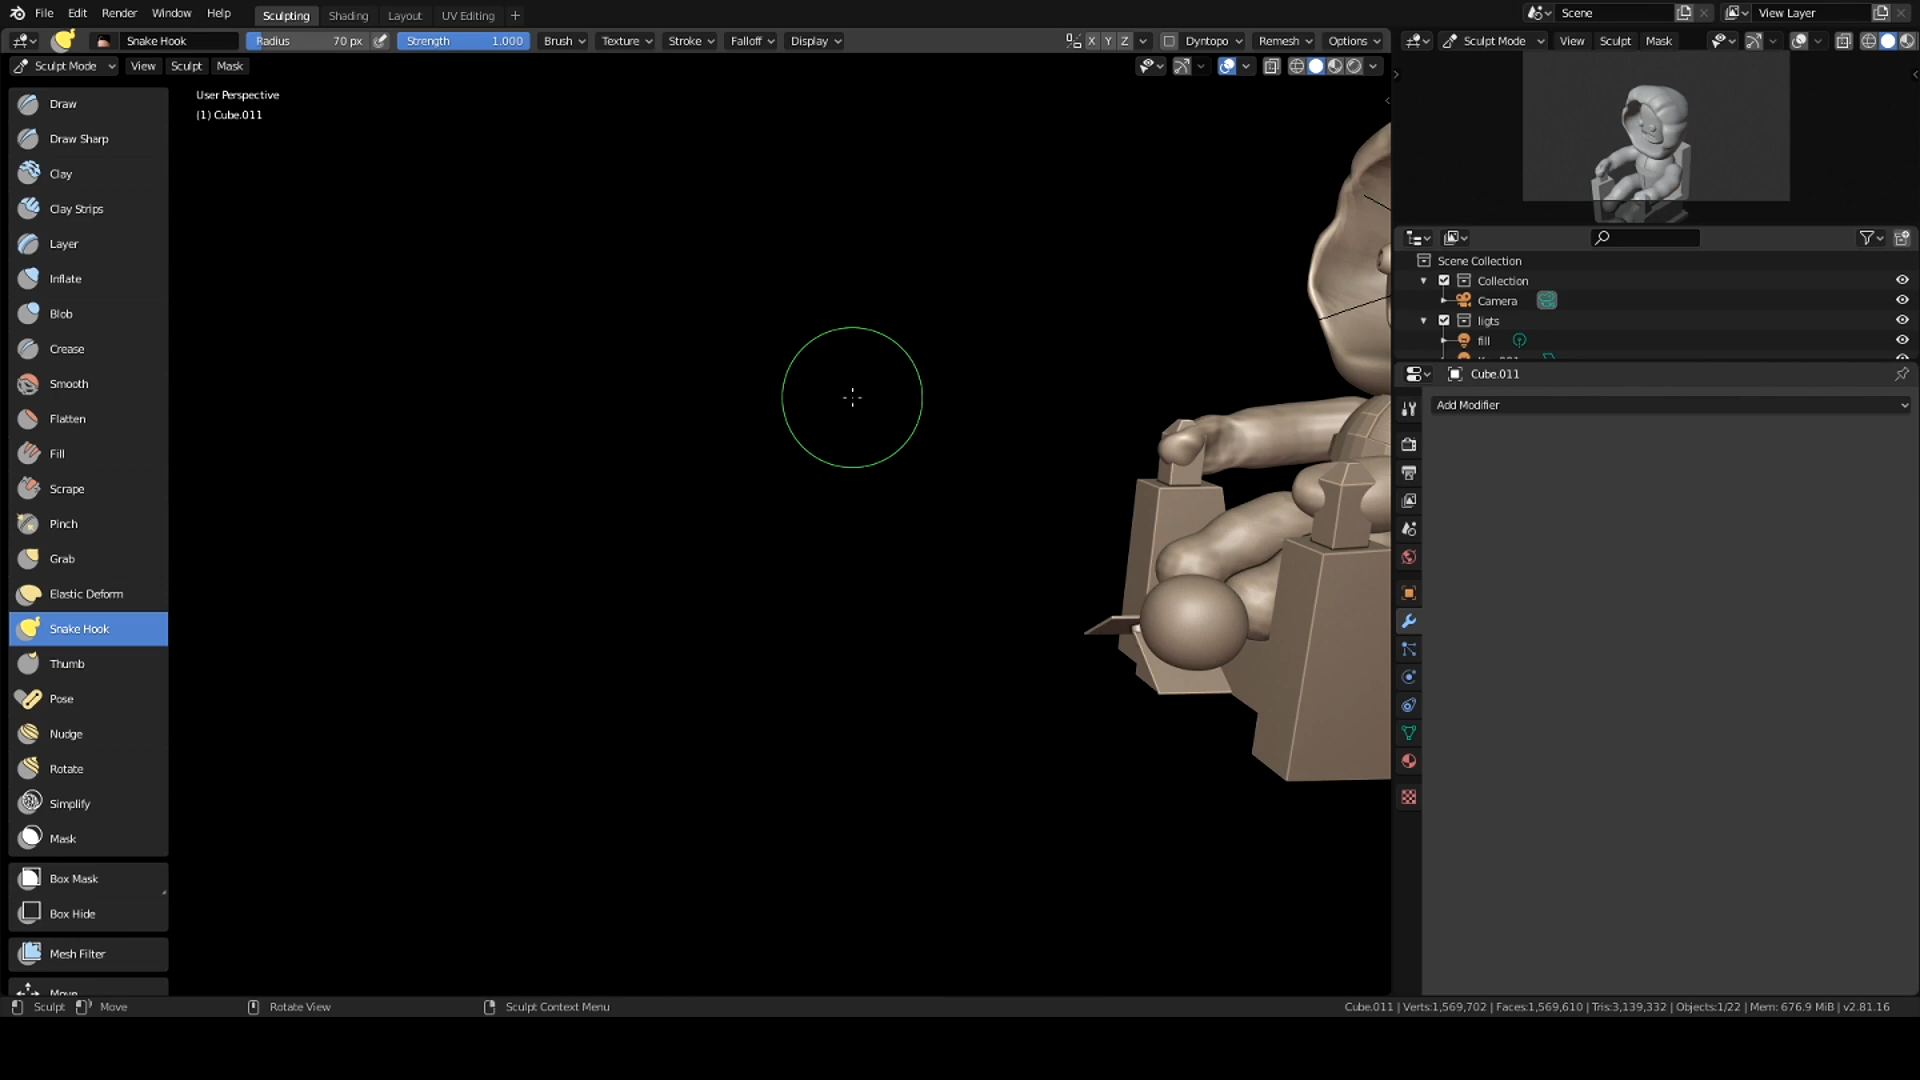 File Edit Render Window Help Sculpting Shading Layout UV Editing + Scene View Layer
Snake Hook Radius 70 px Strength 1.000 Brush Texture Stroke Falloff Display X Y Z Dyntopo Remesh Options Sculpt Mode View Sculpt Mask
Sculpt Mode View Sculpt Mask
User Perspective
(1) Cube.011
Draw
Draw Sharp
Clay
Clay Strips
Layer
Inflate
Blob
Crease
Smooth
Flatten
Fill
Scrape
Pinch
Grab
Elastic Deform
Snake Hook
Thumb
Pose
Nudge
Rotate
Simplify
Mask
Box Mask
Box Hide
Mesh Filter
Move
Scene Collection
Collection
Camera
ligts
fill
Cube.011
Add Modifier
Sculpt Move Rotate View Sculpt Context Menu Cube.011 | Verts:1,569,702 | Faces:1,569,610 | Tris:3,139,332 | Objects:1/22 | Mem: 676.9 MiB | v2.81.16